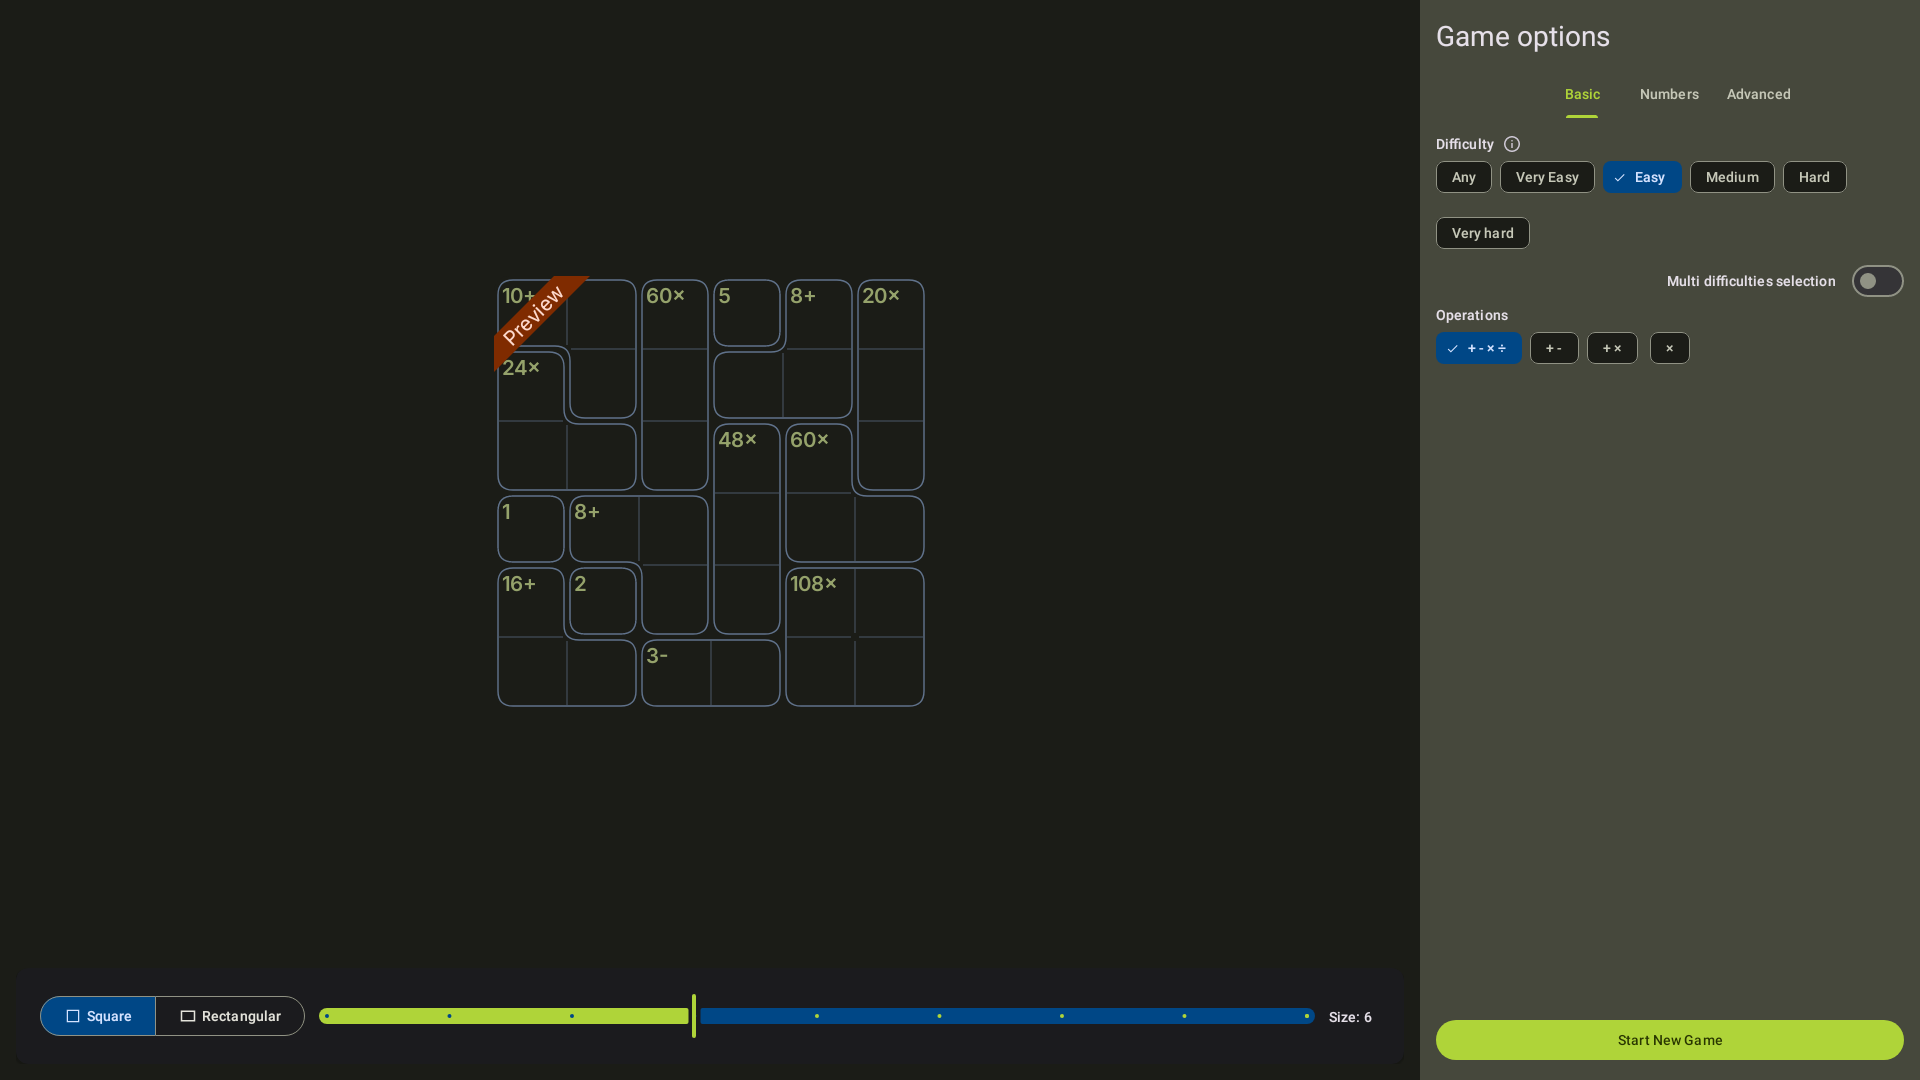 Game options
Basic Numbers Advanced
Difficulty
Any Very Easy Easy Medium Hard
Very hard
Multi difficulties selection
Operations
+ - × ÷ + - + × ×
Preview
10+ 60× 5 8+ 20×
24×
48× 60×
1 8+
16+ 2 108×
3-
Square Rectangular Size: 6
Start New Game